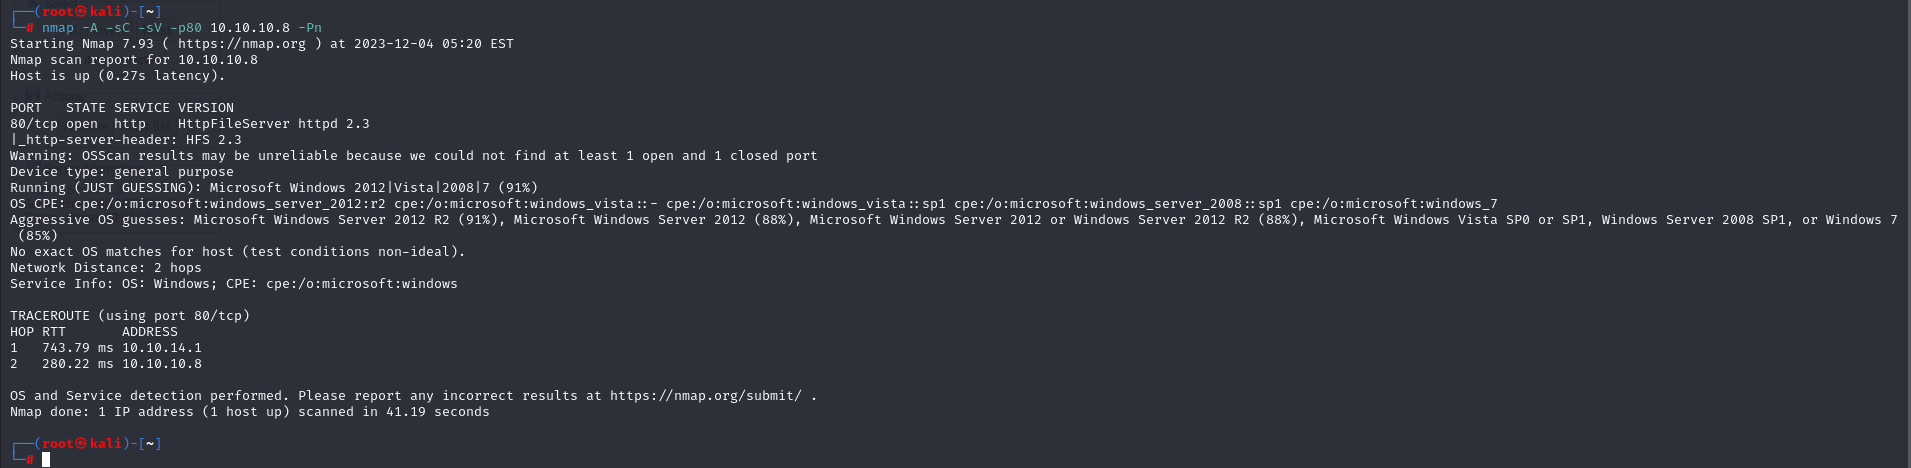 ┌──(root㉿kali)-[~]
└─# nmap -A -sC -sV -p80 10.10.10.8 -Pn
Starting Nmap 7.93 ( https://nmap.org ) at 2023-12-04 05:20 EST
Nmap scan report for 10.10.10.8
Host is up (0.27s latency).
PORT   STATE SERVICE VERSION
80/tcp open  http    HttpFileServer httpd 2.3
|_http-server-header: HFS 2.3
Warning: OSScan results may be unreliable because we could not find at least 1 open and 1 closed port
Device type: general purpose
Running (JUST GUESSING): Microsoft Windows 2012|Vista|2008|7 (91%)
OS CPE: cpe:/o:microsoft:windows_server_2012:r2 cpe:/o:microsoft:windows_vista::- cpe:/o:microsoft:windows_vista::sp1 cpe:/o:microsoft:windows_server_2008::sp1 cpe:/o:microsoft:windows_7
Aggressive OS guesses: Microsoft Windows Server 2012 R2 (91%), Microsoft Windows Server 2012 (88%), Microsoft Windows Server 2012 or Windows Server 2012 R2 (88%), Microsoft Windows Vista SP0 or SP1, Windows Server 2008 SP1, or Windows 7
 (85%)
No exact OS matches for host (test conditions non-ideal).
Network Distance: 2 hops
Service Info: OS: Windows; CPE: cpe:/o:microsoft:windows
TRACEROUTE (using port 80/tcp)
HOP RTT       ADDRESS
1   743.79 ms 10.10.14.1
2   280.22 ms 10.10.10.8
OS and Service detection performed. Please report any incorrect results at https://nmap.org/submit/ .
Nmap done: 1 IP address (1 host up) scanned in 41.19 seconds
┌──(root㉿kali)-[~]
└─#